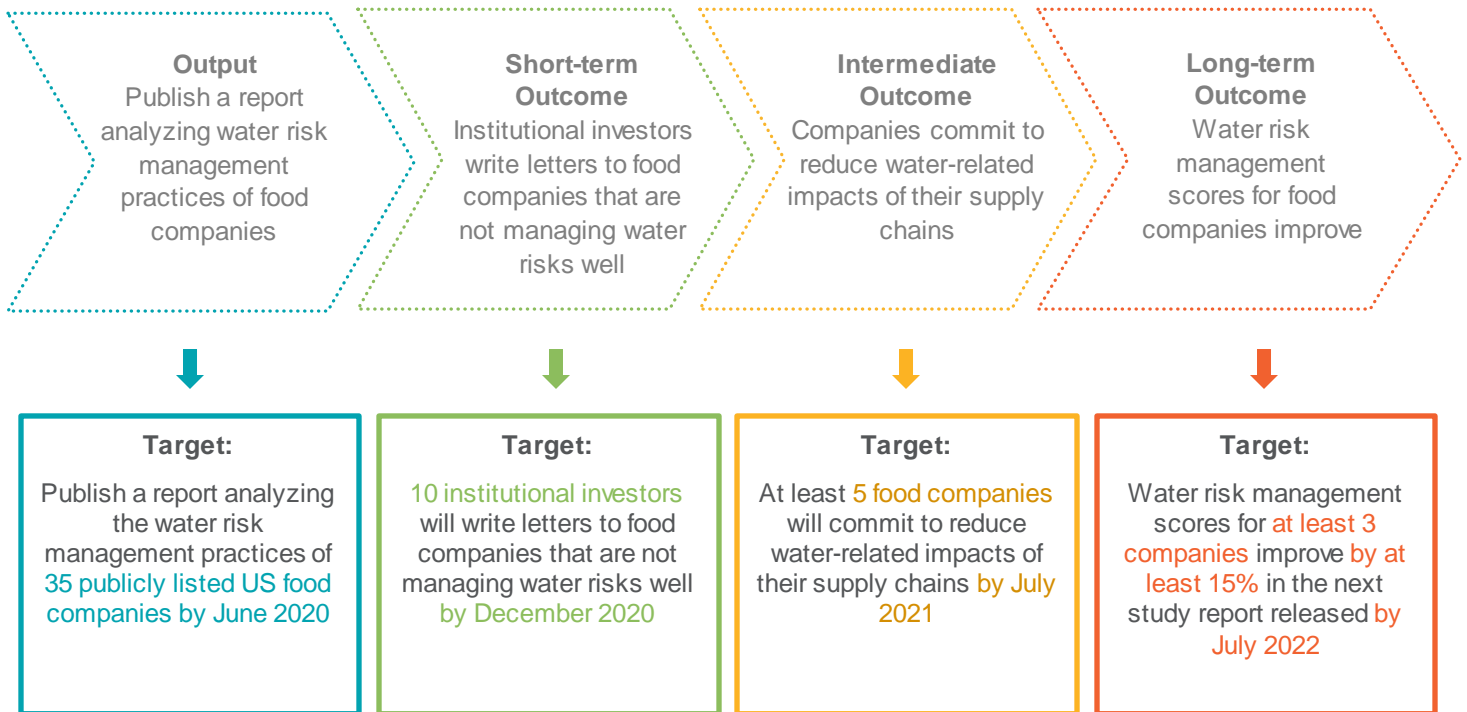 Output
Publish a report
analyzing water risk
management
practices of food
companies
Short-term
Outcome
Institutional investors
write letters to food
companies that are
not managing water
risks well
Intermediate
Outcome
Companies commit to
reduce water-related
impacts of their supply
chains
Long-term
Outcome
Water risk
management
scores for food
companies improve
Target:
Publish a report analyzing
the water risk
management practices of
35 publicly listed US food
companies by June 2020
Target:
10 institutional investors
will write letters to food
companies that are not
managing water risks well
by December 2020
Target:
At least 5 food companies
will commit to reduce
water-related impacts of
their supply chains by July
2021
Target:
Water risk management
scores for at least 3
companies improve by at
least 15% in the next
study report released by
July 2022